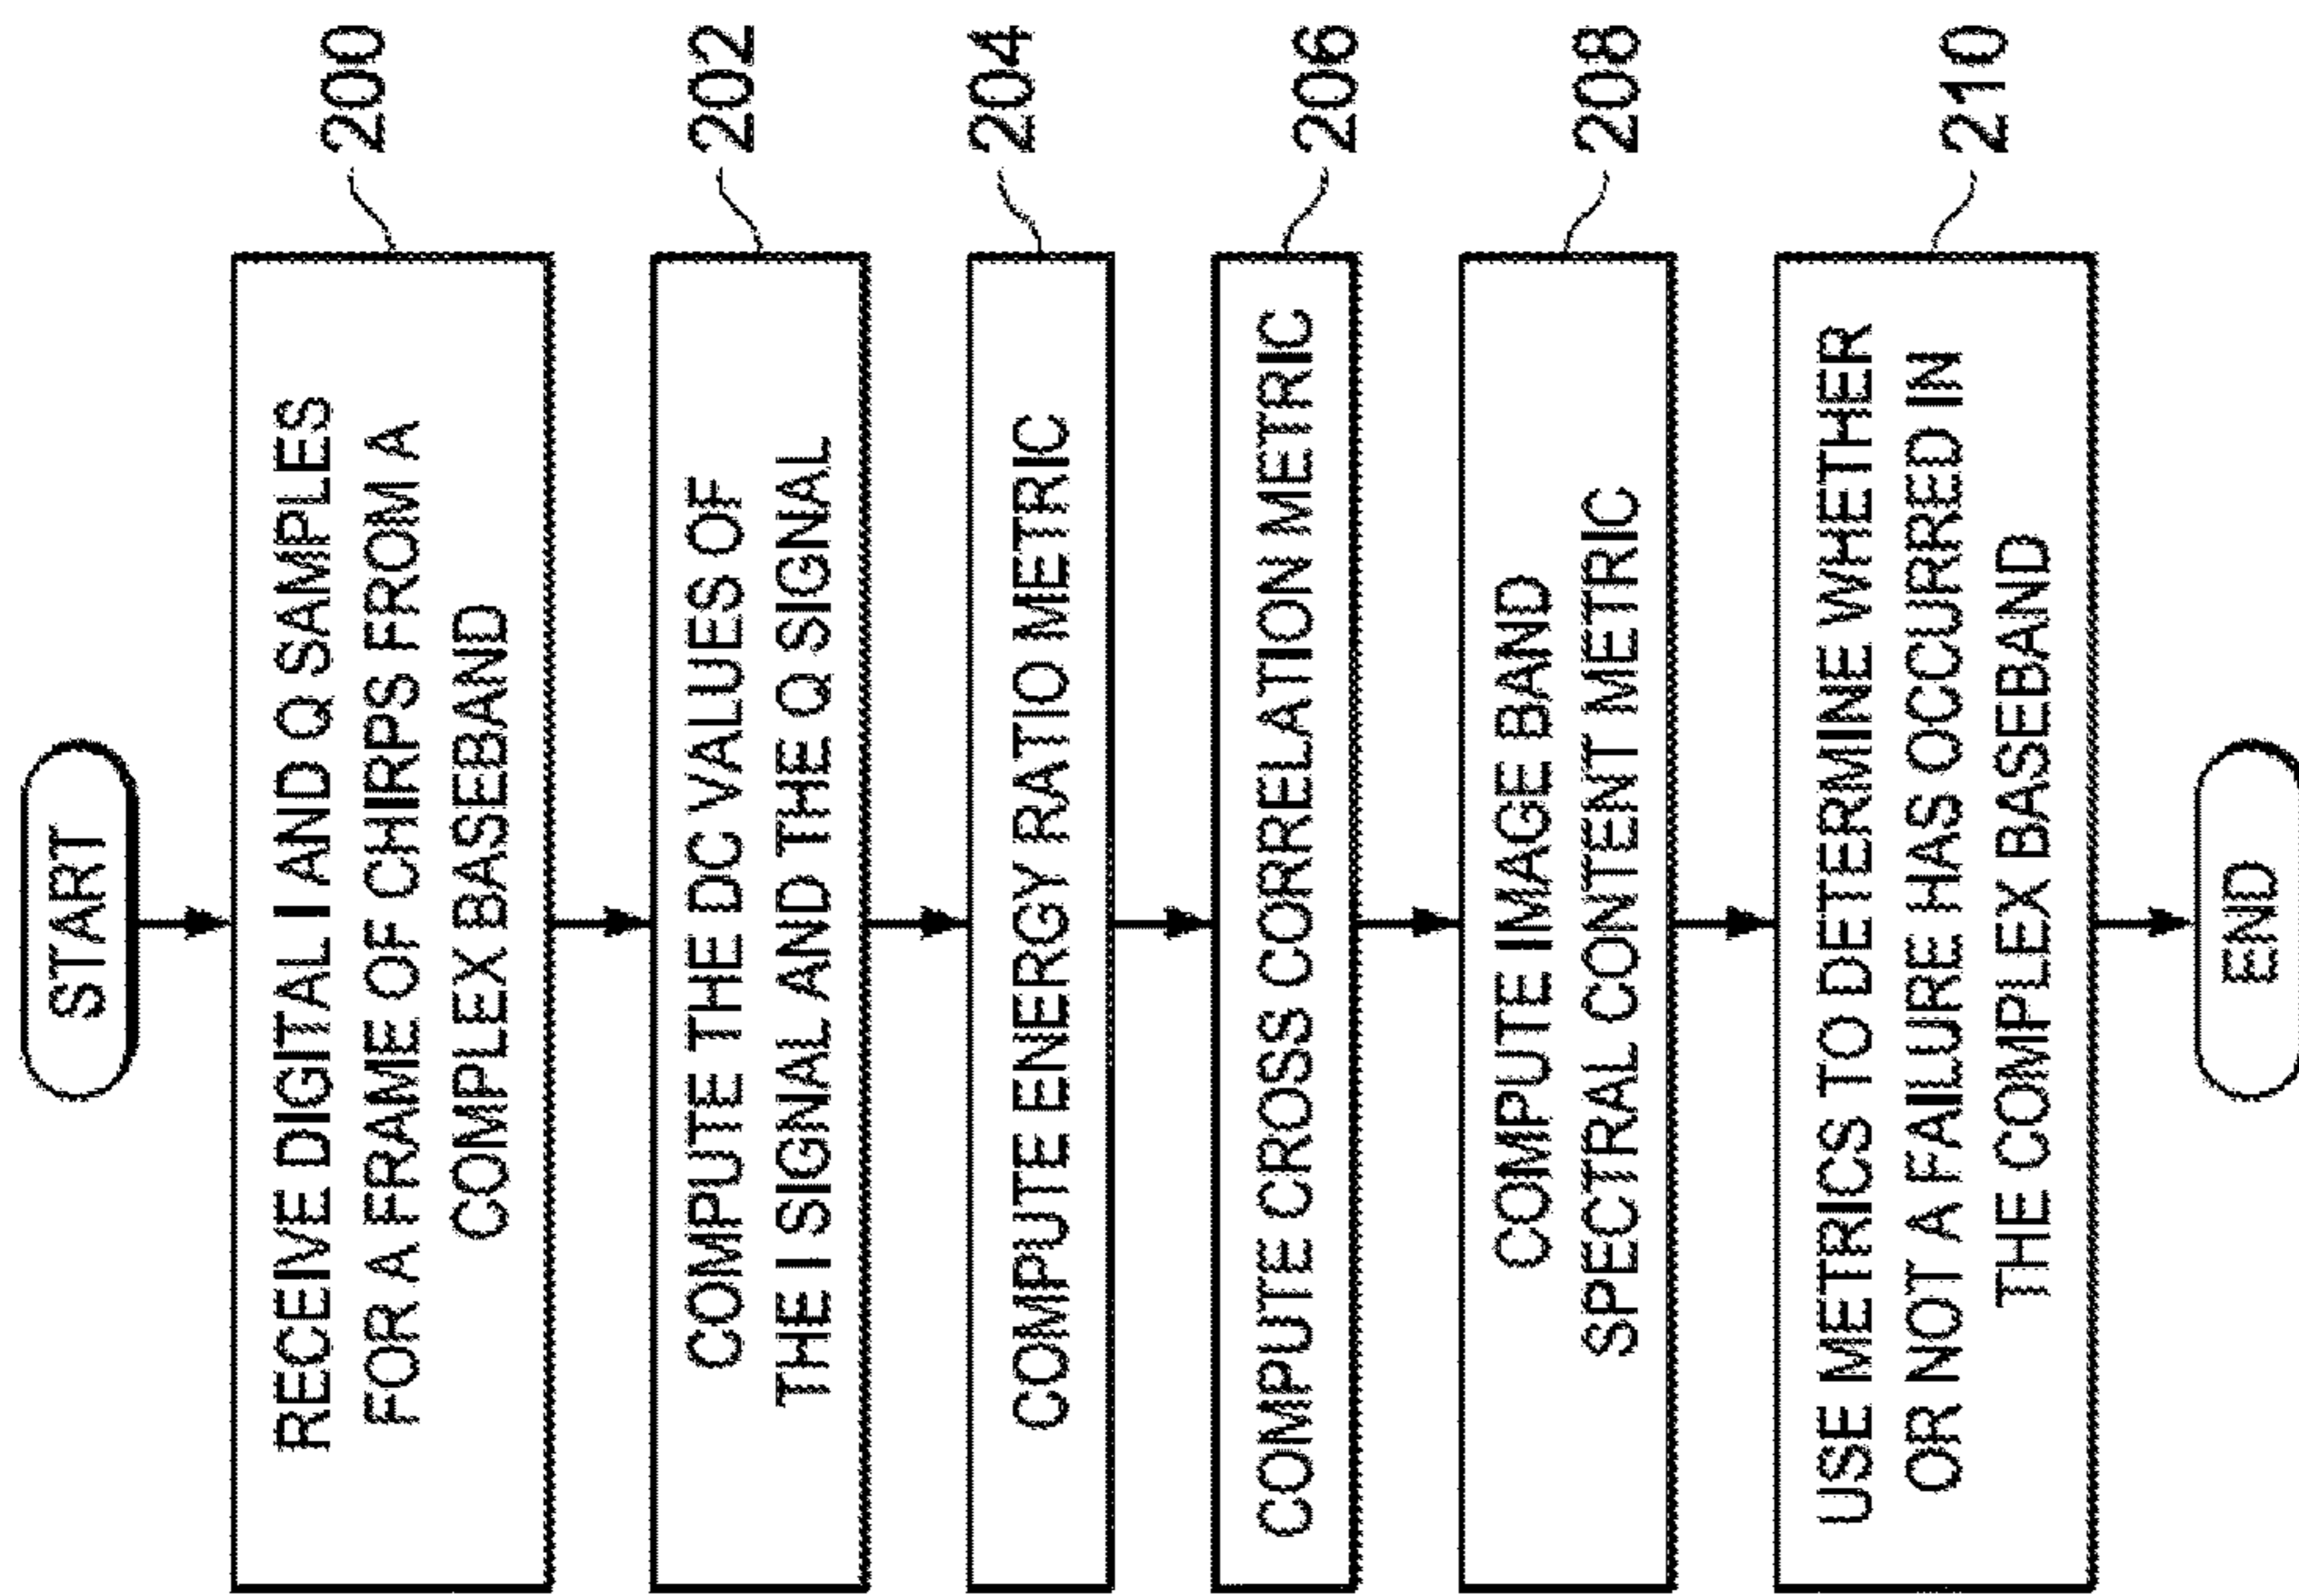 START
RECEIVE DIGITAL I AND Q SAMPLES
FOR A FRAME OF CHIRPS FROM A
COMPLEX BASEBAND
200
COMPUTE THE DC VALUES OF
THE I SIGNAL AND THE Q SIGNAL
202
COMPUTE ENERGY RATIO METRIC
204
COMPUTE CROSS CORRELATION METRIC
206
COMPUTE IMAGE BAND
SPECTRAL CONTENT METRIC
208
USE METRICS TO DETERMINE WHETHER
OR NOT A FAILURE HAS OCCURRED IN
THE COMPLEX BASEBAND
210
END